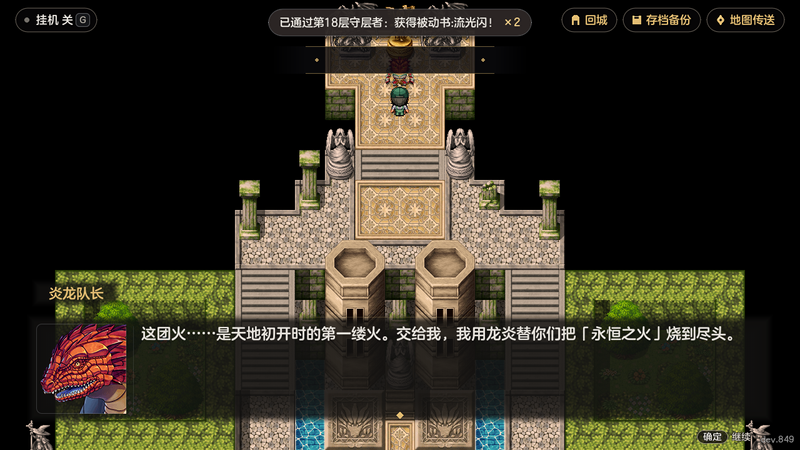 挂机 关 G
已通过第18层守层者：获得被动书:流光闪！ ×2
回城
存档备份
地图传送
炎龙队长
这团火……是天地初开时的第一缕火。交给我，我用龙炎替你们把「永恒之火」烧到尽头。
确定 继续
dev.849